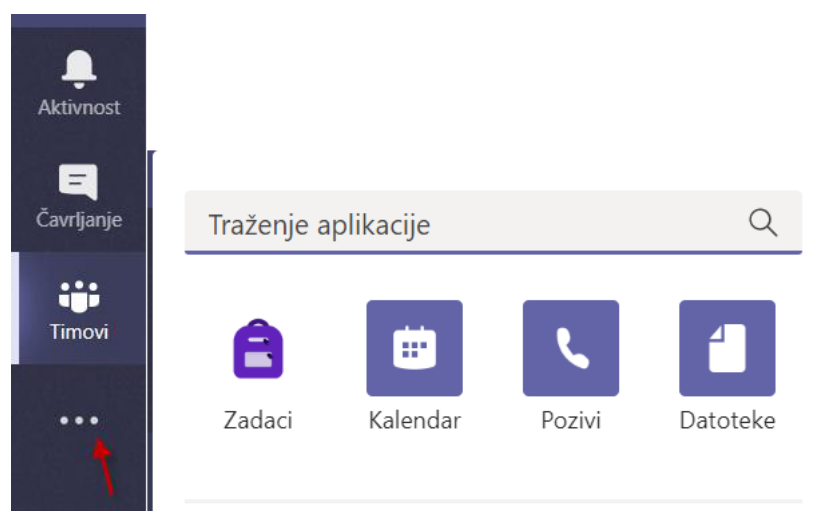 Aktivnost
Čavrljanje
Timovi
Traženje aplikacije
Zadaci
Kalendar
Pozivi
Datoteke